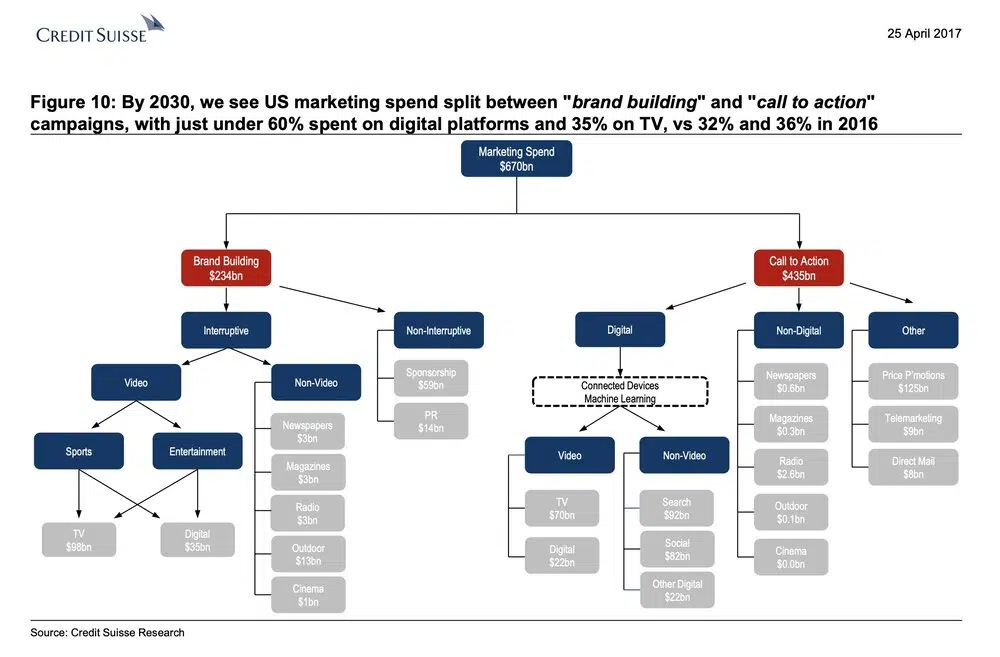 CREDIT SUISSE
25 April 2017
Figure 10: By 2030, we see US marketing spend split between "brand building" and "call to action"
campaigns, with just under 60% spent on digital platforms and 35% on TV, vs 32% and 36% in 2016
Marketing Spend
$670bn
Brand Building
$234bn
Call to Action
$435bn
Interruptive
Non-Interruptive
Digital
Non-Digital
Other
Video
Non-Video
Sponsorship
$59bn
PR
$14bn
Connected Devices
Machine Learning
Newspapers
$0.6bn
Magazines
$0.3bn
Radio
$2.6bn
Outdoor
$0.1bn
Cinema
$0.0bn
Price P'motions
$125bn
Telemarketing
$9bn
Direct Mail
$8bn
Sports
Entertainment
Newspapers
$3bn
Magazines
$3bn
Radio
$3bn
Outdoor
$13bn
Cinema
$1bn
TV
$98bn
Digital
$35bn
Video
Non-Video
TV
$70bn
Digital
$22bn
Search
$92bn
Social
$82bn
Other Digital
$22bn
Source: Credit Suisse Research